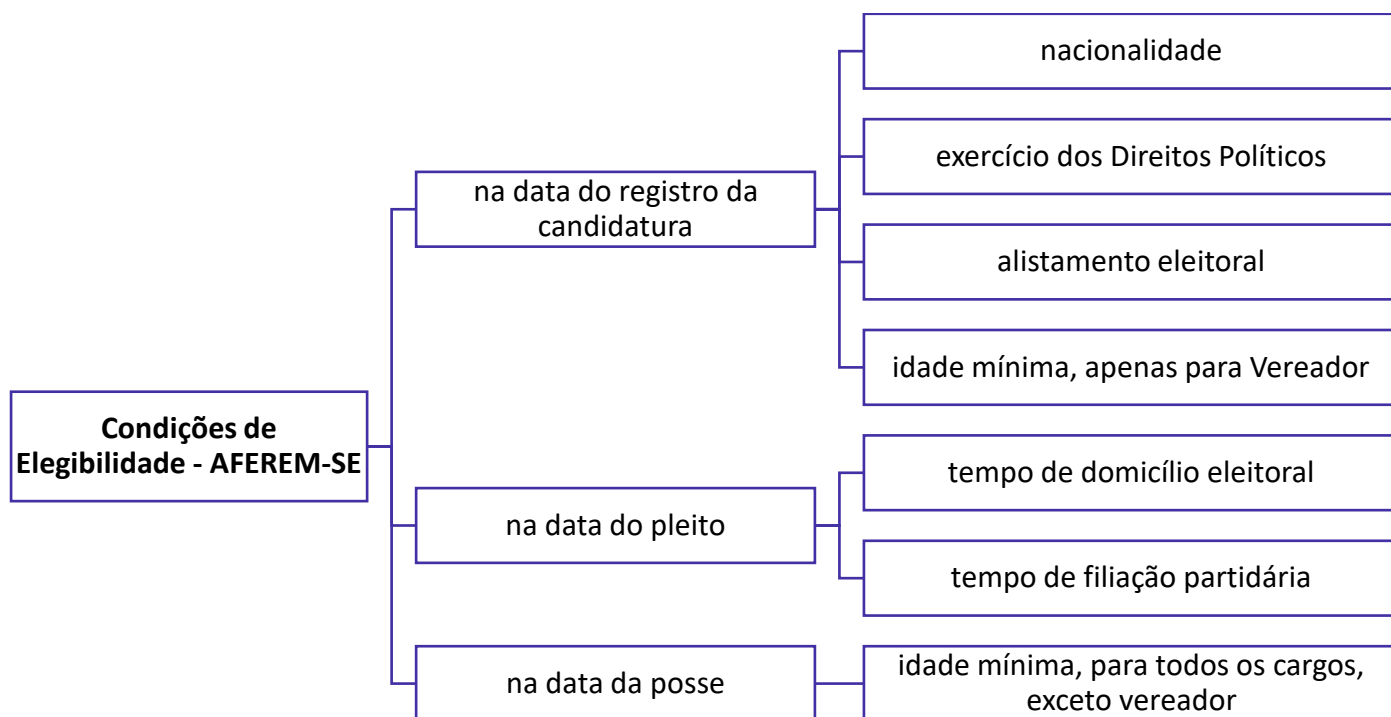 Condições de
Elegibilidade - AFEREM-SE
na data do registro da
candidatura
nacionalidade
exercício dos Direitos Políticos
alistamento eleitoral
idade mínima, apenas para Vereador
na data do pleito
tempo de domicílio eleitoral
tempo de filiação partidária
na data da posse
idade mínima, para todos os cargos,
exceto vereador